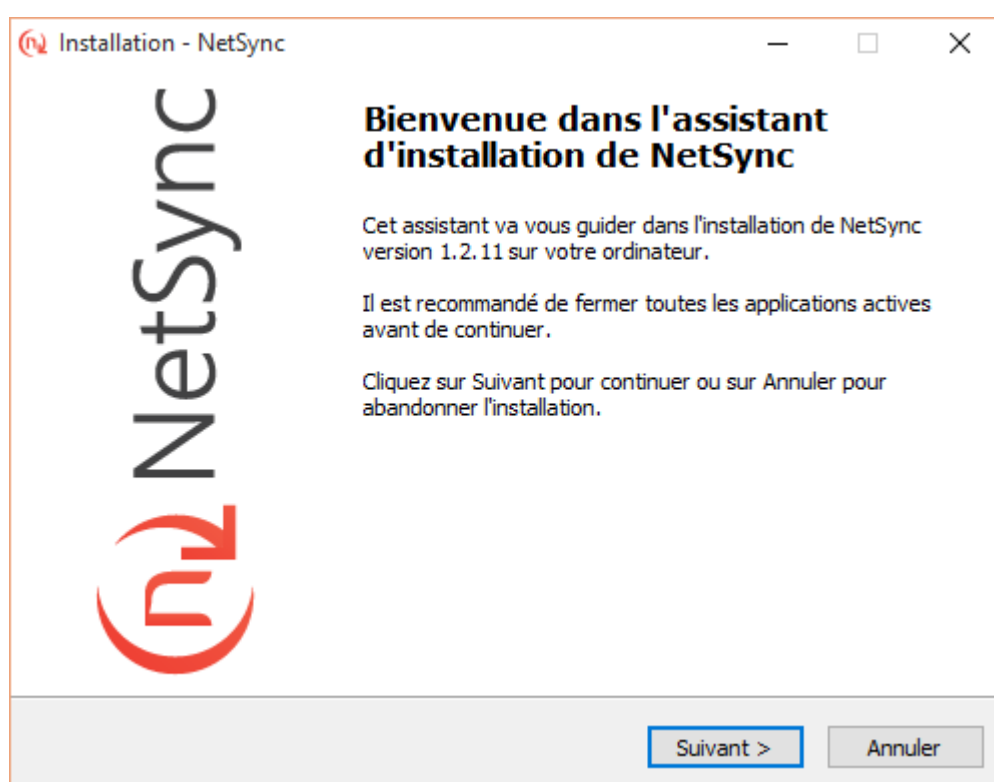 Installation - NetSync
NetSync
Bienvenue dans l'assistant
d'installation de NetSync
Cet assistant va vous guider dans l'installation de NetSync
version 1.2.11 sur votre ordinateur.
Il est recommandé de fermer toutes les applications actives
avant de continuer.
Cliquez sur Suivant pour continuer ou sur Annuler pour
abandonner l'installation.
Suivant >
Annuler